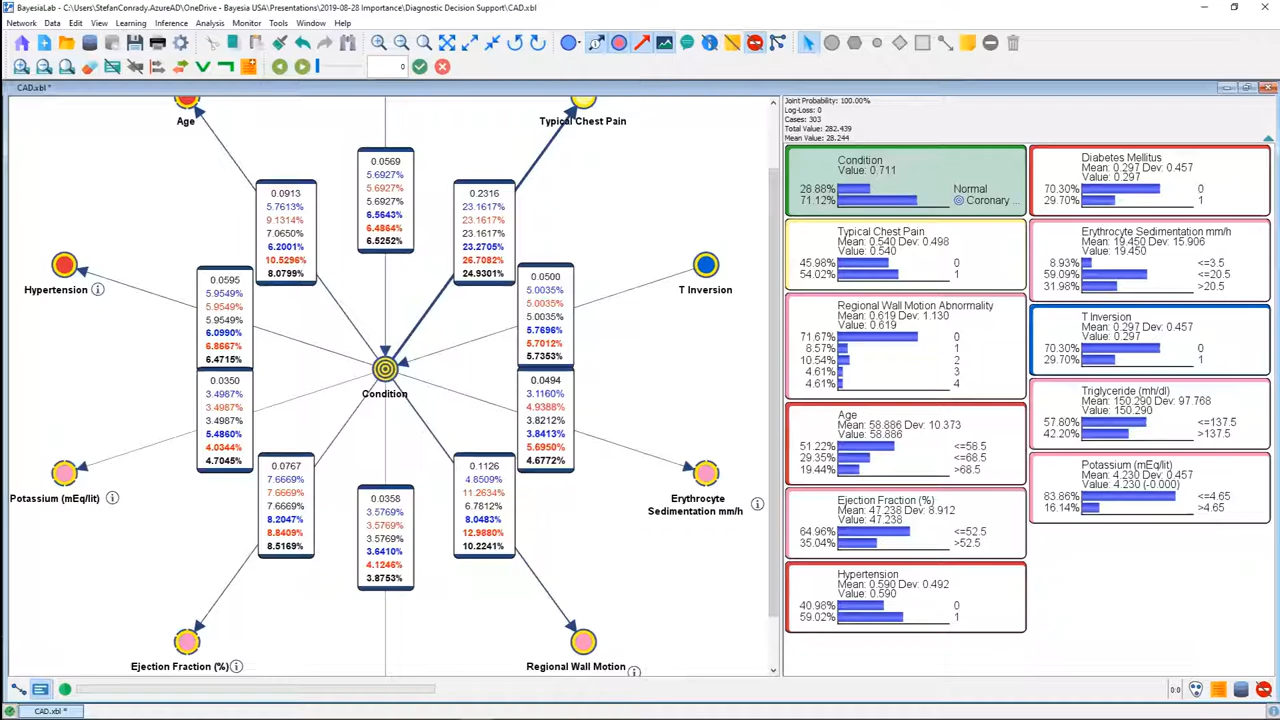 BayesiaLab - C:\Users\StefanConrady.AzureAD\OneDrive - Bayesia USA\Presentations\2019-08-28 Importance\Diagnostic Decision Support\CAD.xbl
Network Data Edit View Learning Inference Analysis Monitor Tools Window Help
0
CAD.xbl *
Age
Typical Chest Pain
0.0569
5.6927%
5.6927%
5.6927%
6.5643%
6.4864%
6.5252%
0.0913
5.7613%
9.1314%
7.0650%
6.2001%
10.5296%
8.0799%
0.2316
23.1617%
23.1617%
23.1617%
23.2705%
26.7082%
24.9301%
Hypertension
T Inversion
0.0595
5.9549%
5.9549%
5.9549%
6.0990%
6.8667%
6.4715%
0.0500
5.0035%
5.0035%
5.0035%
5.7696%
5.7012%
5.7353%
Condition
0.0350
3.4987%
3.4987%
3.4987%
5.4860%
4.0344%
4.7045%
0.0494
3.1160%
4.9388%
3.8212%
3.8413%
5.6950%
4.6772%
Potassium (mEq/lit)
Erythrocyte
Sedimentation mm/h
0.0767
7.6669%
7.6669%
7.6669%
8.2047%
8.8409%
8.5169%
0.0358
3.5769%
3.5769%
3.5769%
3.6410%
4.1246%
3.8753%
0.1126
4.8509%
11.2634%
6.7812%
8.0483%
12.9880%
10.2241%
Ejection Fraction (%)
Regional Wall Motion
Joint Probability: 100.00%
Log-Loss: 0
Cases: 303
Total Value: 282.439
Mean Value: 28.244
Condition
Value: 0.711
28.88% Normal
71.12% Coronary ...
Typical Chest Pain
Mean: 0.540 Dev: 0.498
Value: 0.540
45.98% 0
54.02% 1
Regional Wall Motion Abnormality
Mean: 0.619 Dev: 1.130
Value: 0.619
71.67% 0
8.57% 1
10.54% 2
4.61% 3
4.61% 4
Age
Mean: 58.886 Dev: 10.373
Value: 58.886
51.22% <=58.5
29.35% <=68.5
19.44% >68.5
Ejection Fraction (%)
Mean: 47.238 Dev: 8.912
Value: 47.238
64.96% <=52.5
35.04% >52.5
Hypertension
Mean: 0.590 Dev: 0.492
Value: 0.590
40.98% 0
59.02% 1
Diabetes Mellitus
Mean: 0.297 Dev: 0.457
Value: 0.297
70.30% 0
29.70% 1
Erythrocyte Sedimentation mm/h
Mean: 19.450 Dev: 15.906
Value: 19.450
8.93% <=3.5
59.09% <=20.5
31.98% >20.5
T Inversion
Mean: 0.297 Dev: 0.457
Value: 0.297
70.30% 0
29.70% 1
Triglyceride (mh/dl)
Mean: 150.290 Dev: 97.768
Value: 150.290
57.80% <=137.5
42.20% >137.5
Potassium (mEq/lit)
Mean: 4.230 Dev: 0.457
Value: 4.230 (-0.000)
83.86% <=4.65
16.14% >4.65
CAD.xbl *